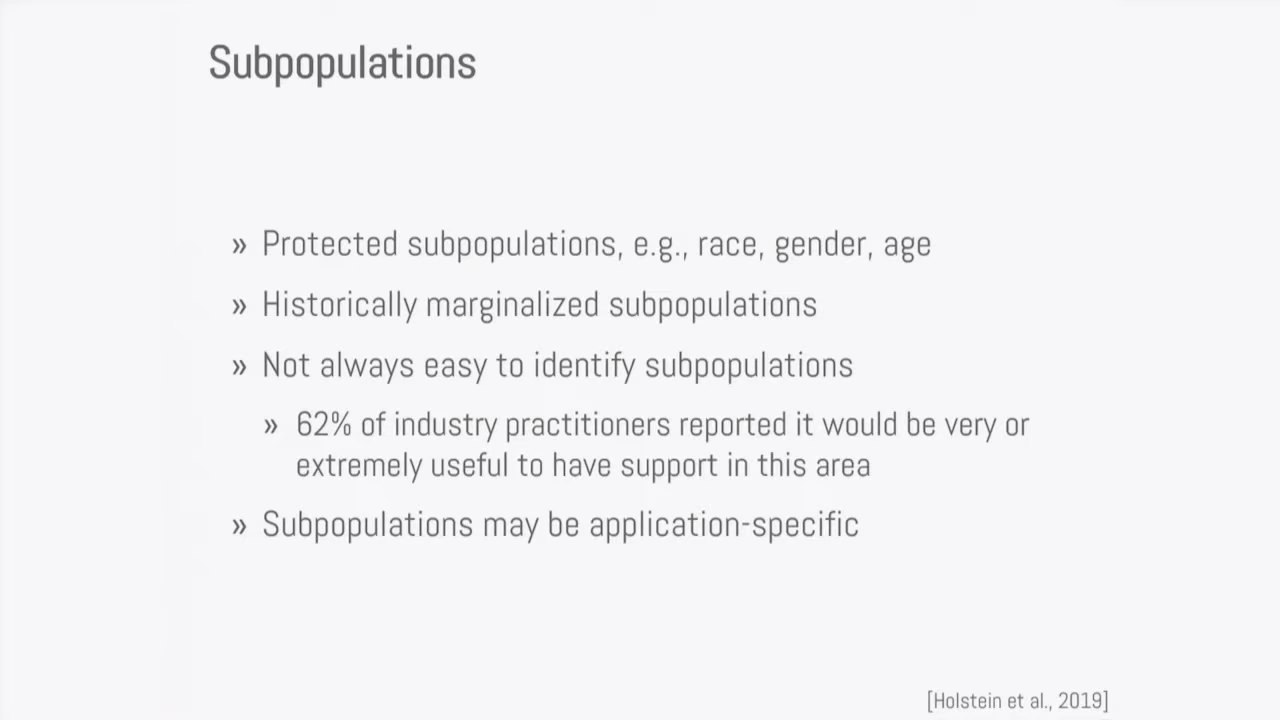 Subpopulations
» Protected subpopulations, e.g., race, gender, age
» Historically marginalized subpopulations
» Not always easy to identify subpopulations
» 62% of industry practitioners reported it would be very or
extremely useful to have support in this area
» Subpopulations may be application-specific
[Holstein et al., 2019]